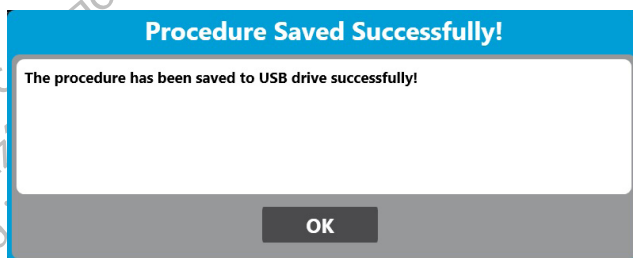 Procedure Saved Successfully!
The procedure has been saved to USB drive successfully!
OK